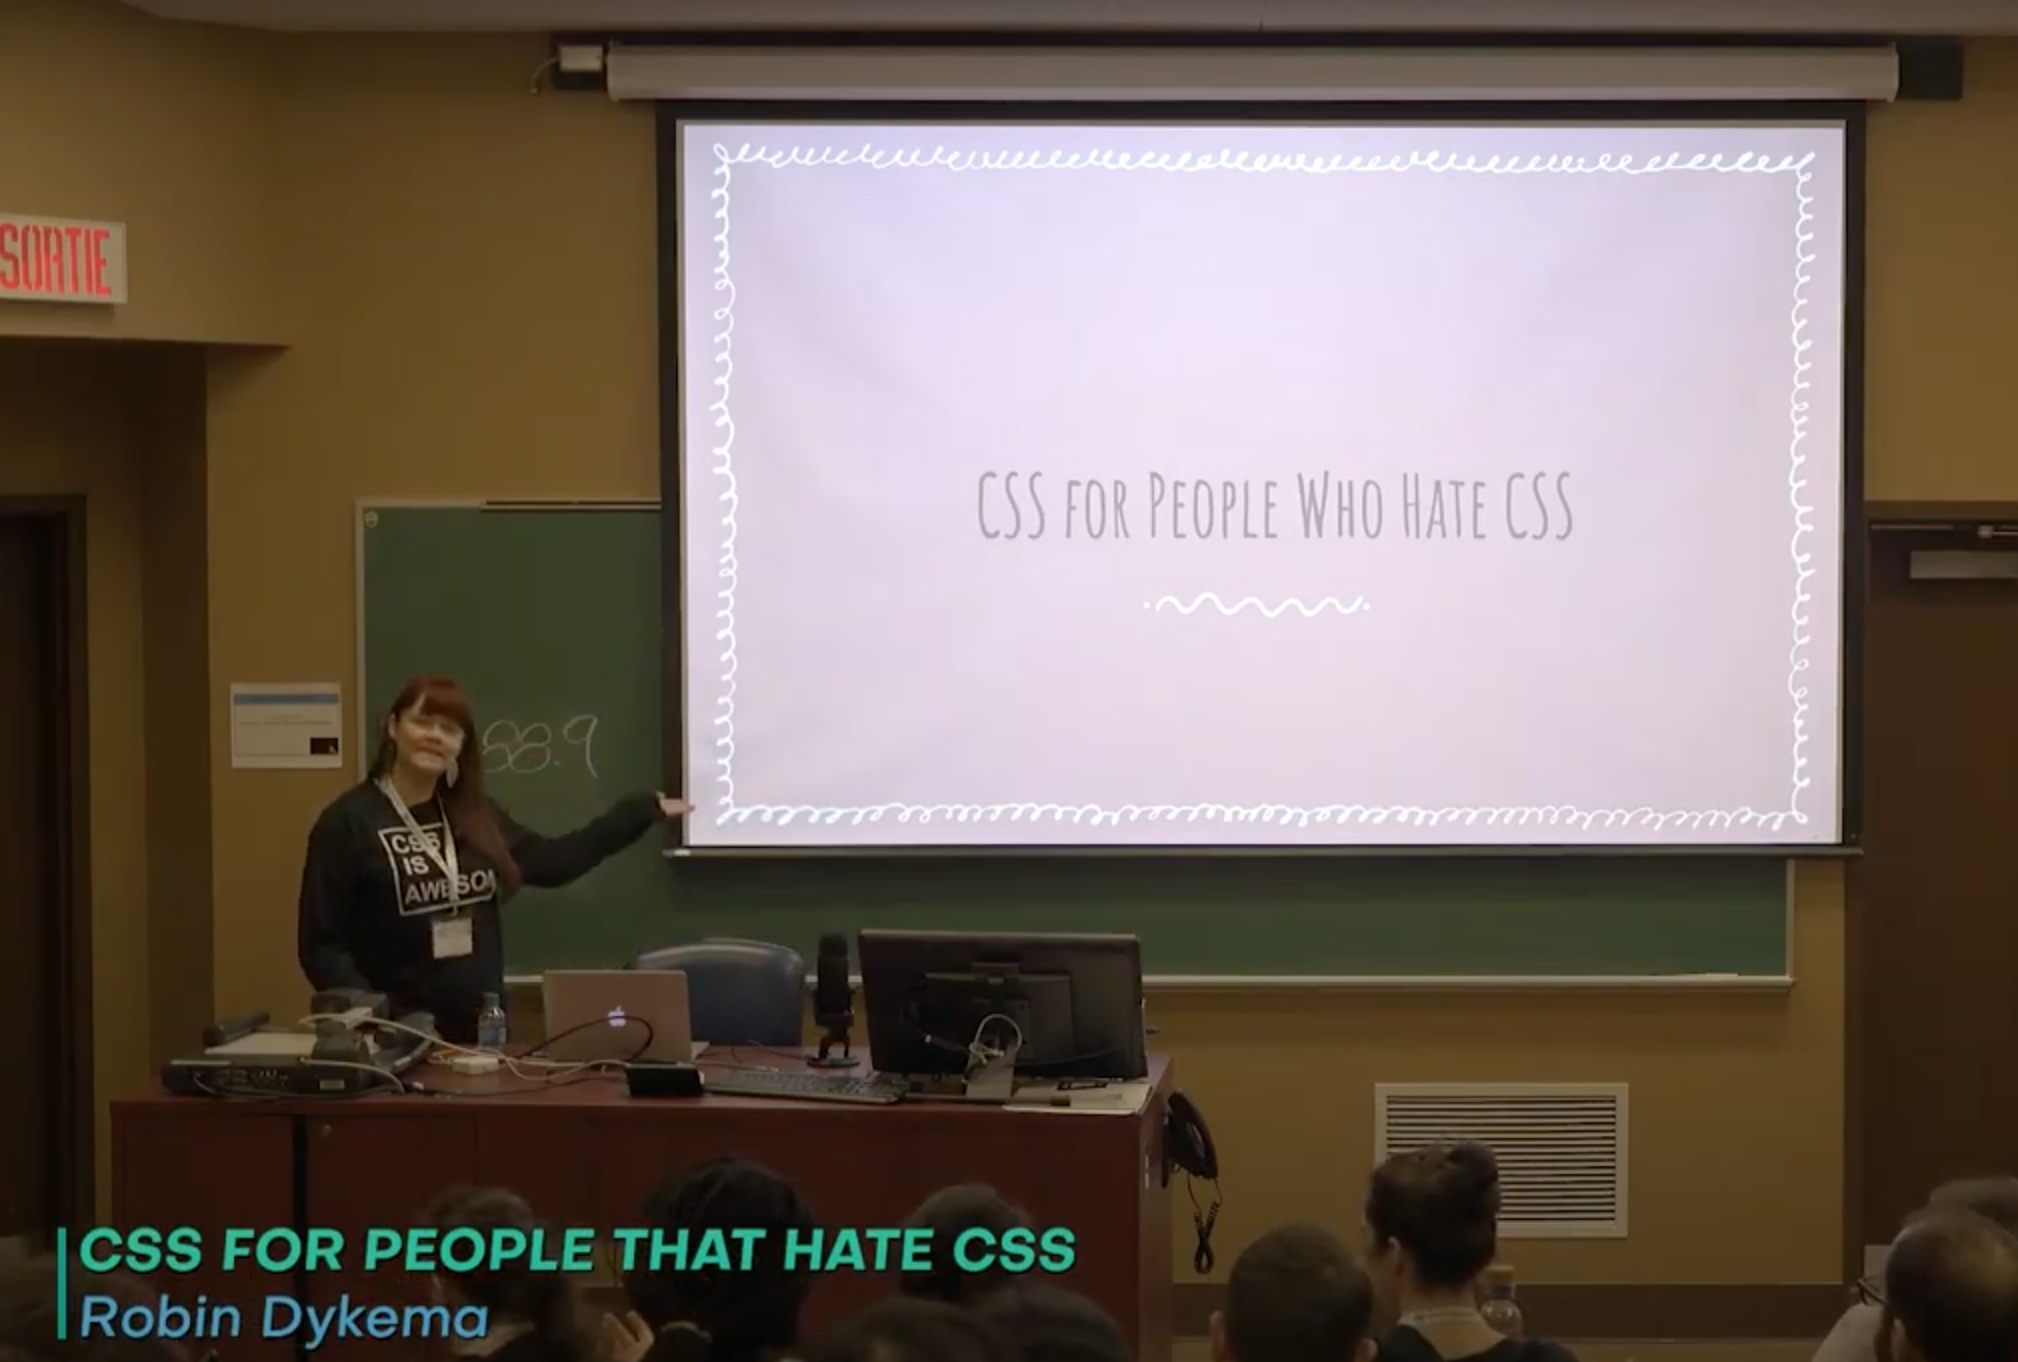 SORTIE
CSS for People Who Hate CSS
88.9
CSS
IS
AWESOM
CSS FOR PEOPLE THAT HATE CSS
Robin Dykema